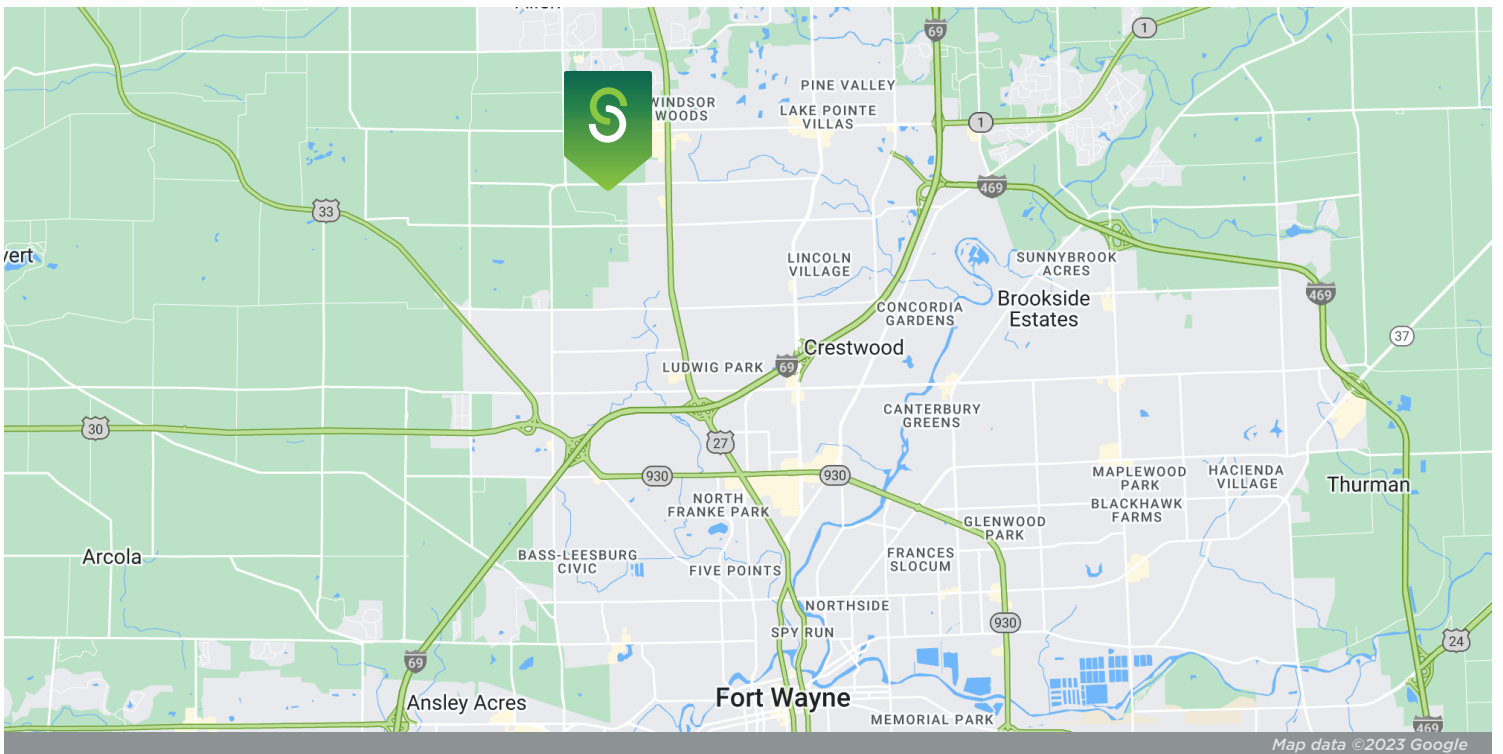 69
1
PINE VALLEY
WINDSOR
WOODS
LAKE POINTE
VILLAS
S
1
469
33
vert
LINCOLN
VILLAGE
SUNNYBROOK
ACRES
Brookside
Estates
469
CONCORDIA
GARDENS
37
Crestwood
LUDWIG PARK
69
CANTERBURY
GREENS
30
27
930
930
MAPLEWOOD
PARK
HACIENDA
VILLAGE
Thurman
NORTH
FRANKE PARK
BLACKHAWK
FARMS
GLENWOOD
PARK
Arcola
BASS-LEESBURG
CIVIC
FIVE POINTS
FRANCES
SLOCUM
NORTHSIDE
930
SPY RUN
24
69
Ansley Acres
Fort Wayne
MEMORIAL PARK
469
Map data ©2023 Google